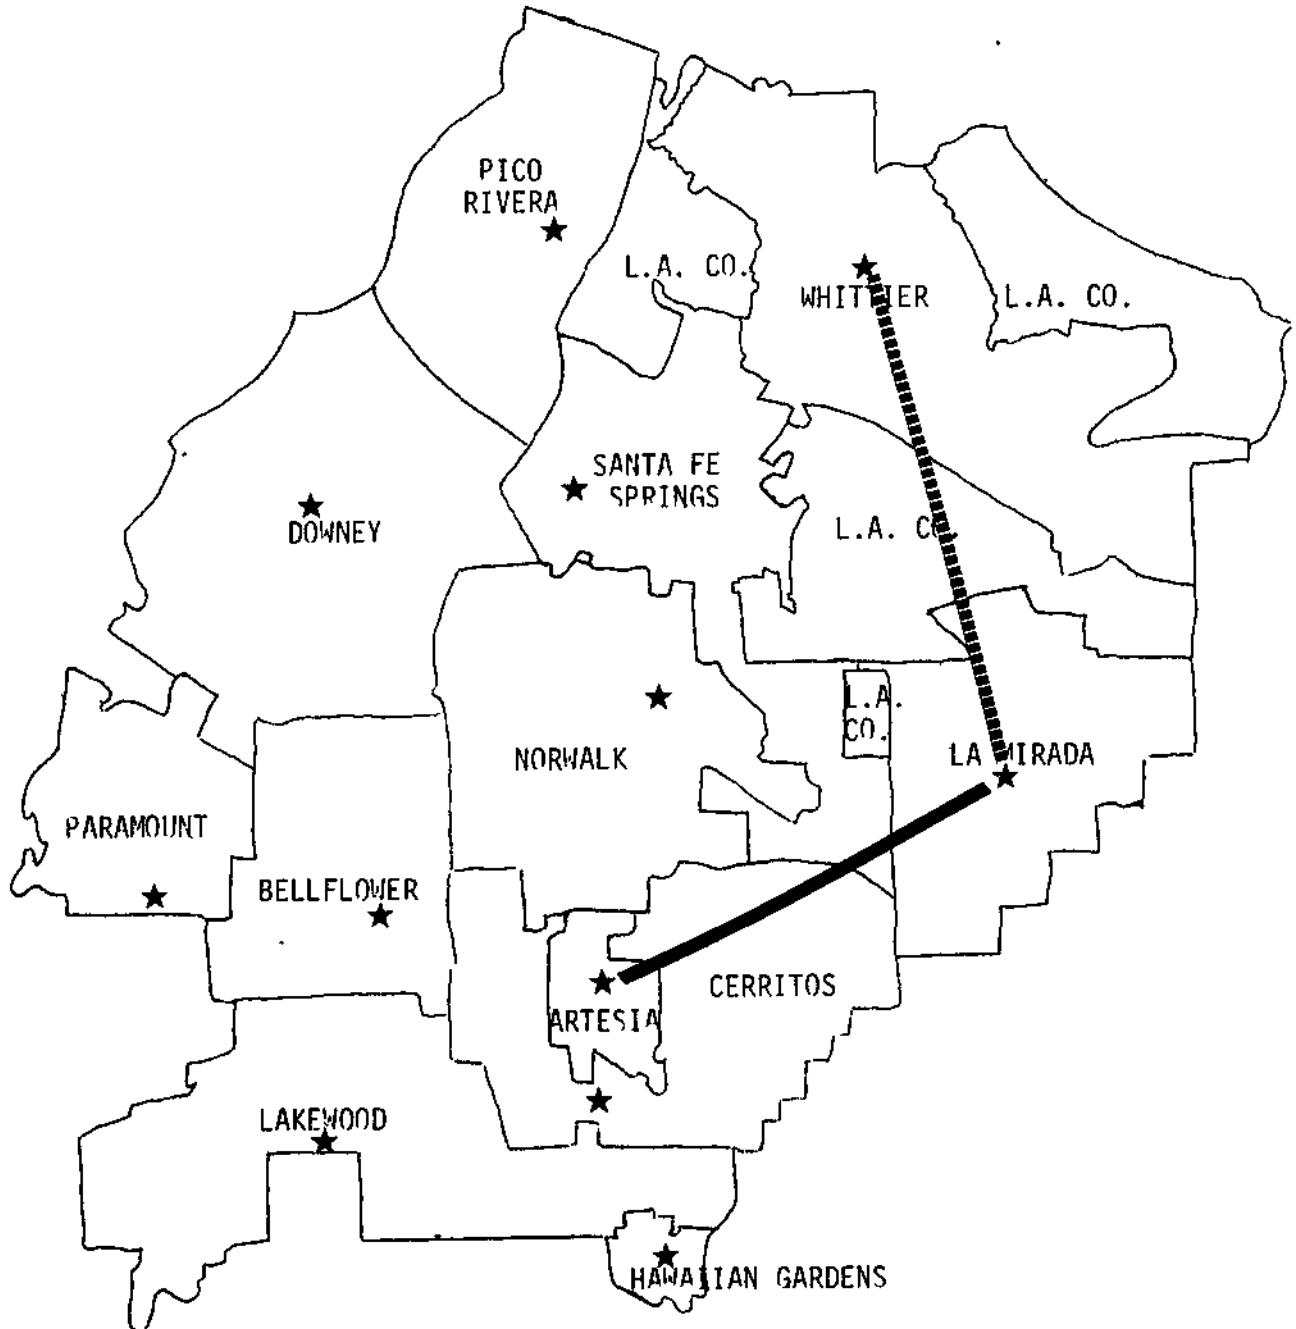 PICO
RIVERA
L.A. CO.
WHITTIER
L.A. CO.
SANTA FE
SPRINGS
DOWNEY
L.A. CO.
L.A.
CO.
NORWALK
LA MIRADA
PARAMOUNT
BELLFLOWER
CERRITOS
ARTESIA
LAKEWOOD
HAWAIIAN GARDENS